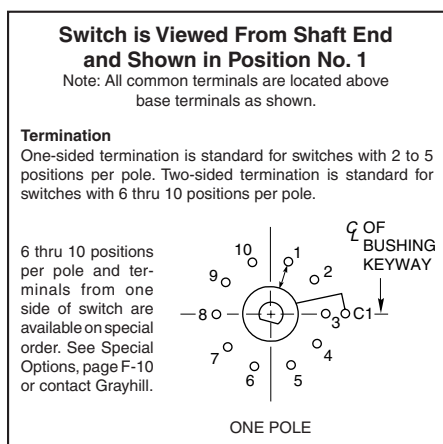 Switch is Viewed From Shaft End
and Shown in Position No. 1
Note: All common terminals are located above
base terminals as shown.
Termination
One-sided termination is standard for switches with 2 to 5
positions per pole. Two-sided termination is standard for
switches with 6 thru 10 positions per pole.
6 thru 10 positions
per pole and ter-
minals from one
side of switch are
available on special
order. See Special
Options, page F-10
or contact Grayhill.
℄ OF
BUSHING
KEYWAY
10
1
9
2
8
3
C1
7
4
6
5
ONE POLE